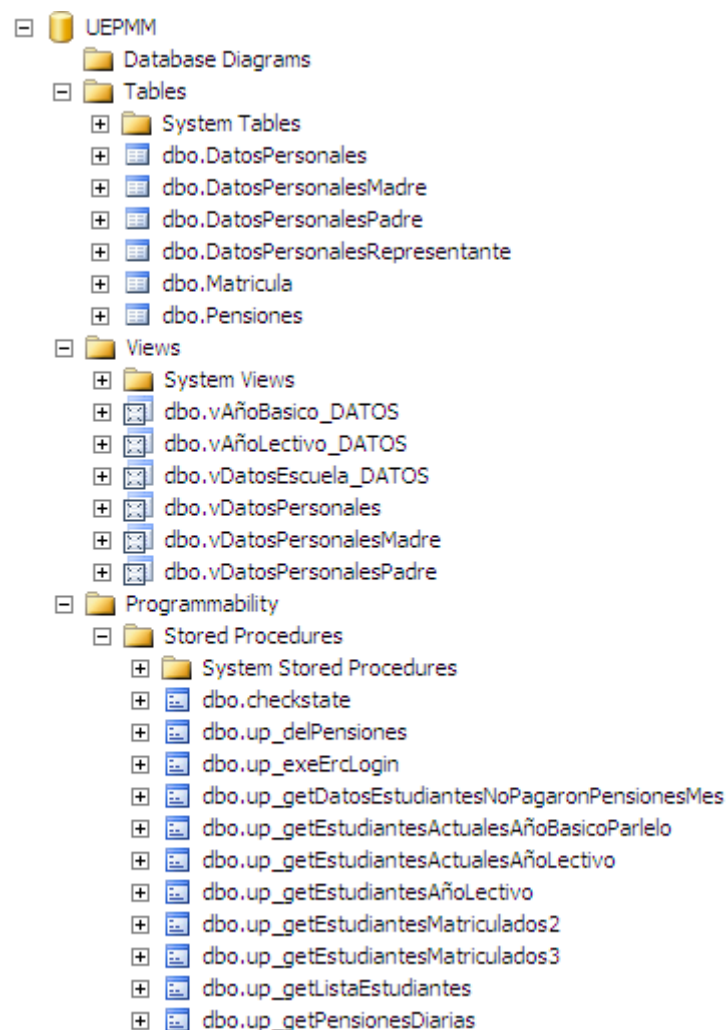 UEPMM
Database Diagrams
Tables
System Tables
dbo.DatosPersonales
dbo.DatosPersonalesMadre
dbo.DatosPersonalesPadre
dbo.DatosPersonalesRepresentante
dbo.Matricula
dbo.Pensiones
Views
System Views
dbo.vAñoBasico_DATOS
dbo.vAñoLectivo_DATOS
dbo.vDatosEscuela_DATOS
dbo.vDatosPersonales
dbo.vDatosPersonalesMadre
dbo.vDatosPersonalesPadre
Programmability
Stored Procedures
System Stored Procedures
dbo.checkstate
dbo.up_delPensiones
dbo.up_exeErcLogin
dbo.up_getDatosEstudiantesNoPagaronPensionesMes
dbo.up_getEstudiantesActualesAñoBasicoParlelo
dbo.up_getEstudiantesActualesAñoLectivo
dbo.up_getEstudiantesAñoLectivo
dbo.up_getEstudiantesMatriculados2
dbo.up_getEstudiantesMatriculados3
dbo.up_getListaEstudiantes
dbo.up_getPensionesDiarias